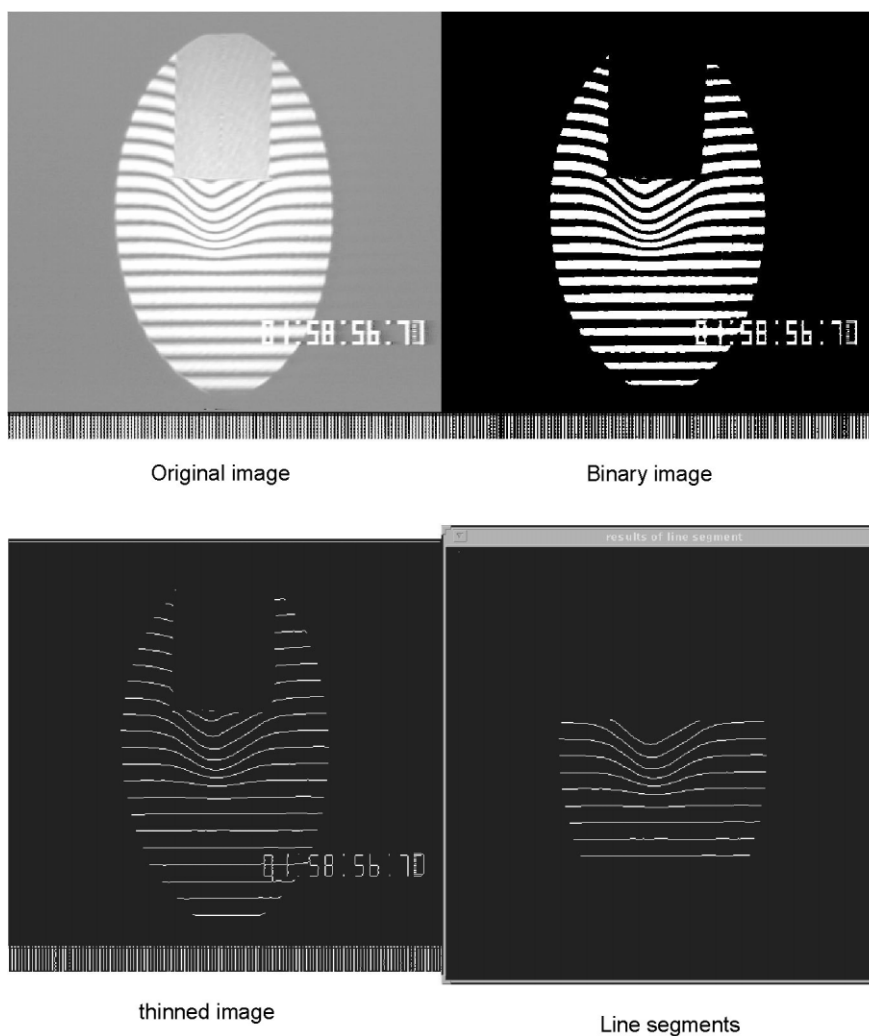 01:58:56.70
01:58:56.70
Original image
Binary image
results of line segment
01:58:56.70
thinned image
Line segments